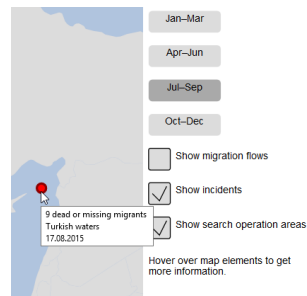 Jan–Mar
Apr–Jun
Jul–Sep
Oct–Dec
Show migration flows
Show incidents
9 dead or missing migrants
Turkish waters
17.08.2015
Show search operation areas
Hover over map elements to get
more information.